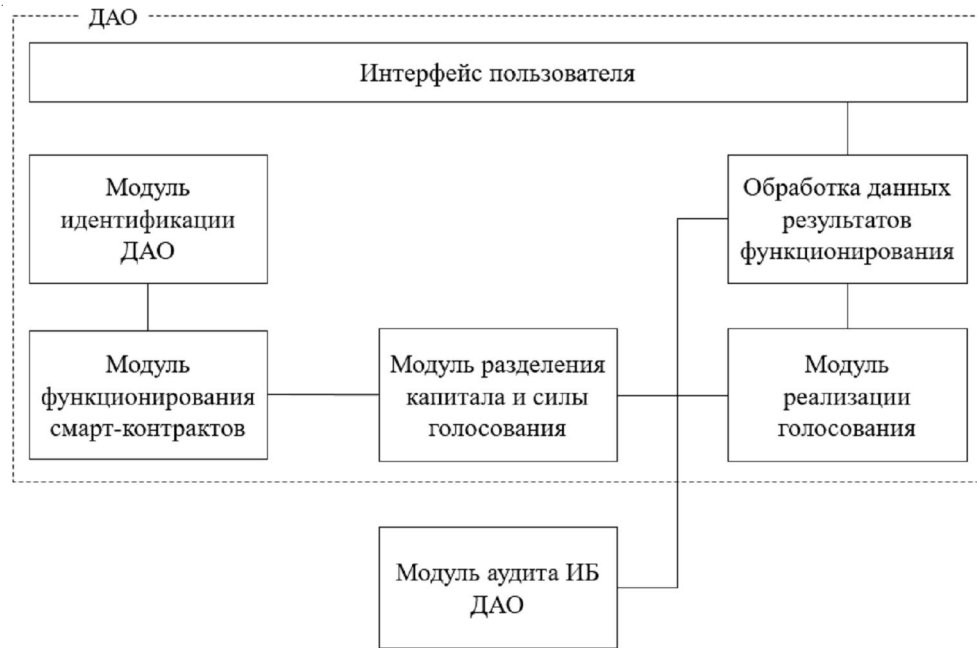 ДАО
Интерфейс пользователя
Модуль
идентификации
ДАО
Обработка данных
результатов
функционирования
Модуль
функционирования
смарт-контрактов
Модуль разделения
капитала и силы
голосования
Модуль
реализации
голосования
Модуль аудита ИБ
ДАО